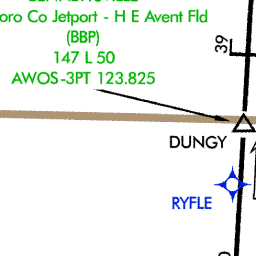 oro Co Jetport - H E Avent Fld
(BBP)
147 L 50
AWOS-3PT 123.825
39
DUNGY
RYFLE